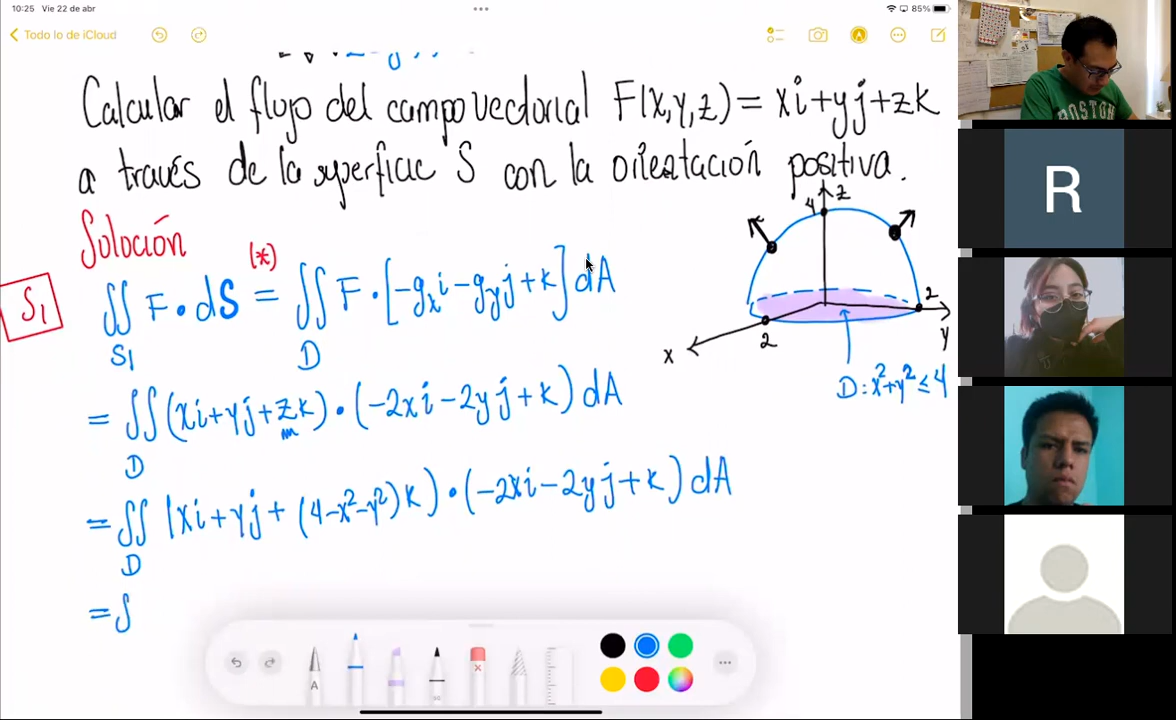 10:25 Vie 22 de abr
85%
Todo lo de iCloud
Calcular el flujo del campo vectorial F(x,y,z)= xi+yj+zk
a través de la superficie S con la orientación positiva.
Solución
S1
∬ F · dS (*)= ∬ F · [-gxi-gyj+k] dA
S1 D
= ∬ (xi+yj+zk) · (-2xi-2yj+k) dA
D
= ∬ (xi+yj+(4-x²-y²)k) · (-2xi-2yj+k) dA
D
= ∫
4 z
2
y
x
2
D: x²+y² ≤ 4
A
R
BOSTON